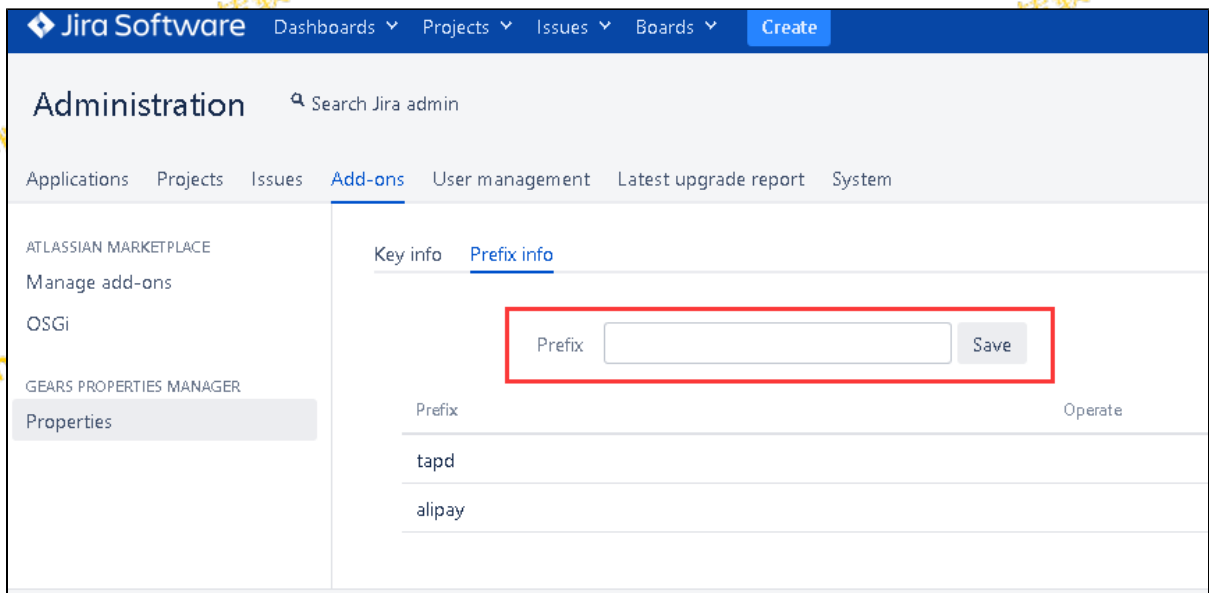 Jira Software Dashboards Projects Issues Boards Create
Administration Search Jira admin
Applications Projects Issues Add-ons User management Latest upgrade report System
ATLASSIAN MARKETPLACE
Manage add-ons
OSGi
GEARS PROPERTIES MANAGER
Properties
Key info Prefix info
Prefix Save
Prefix Operate
tapd
alipay